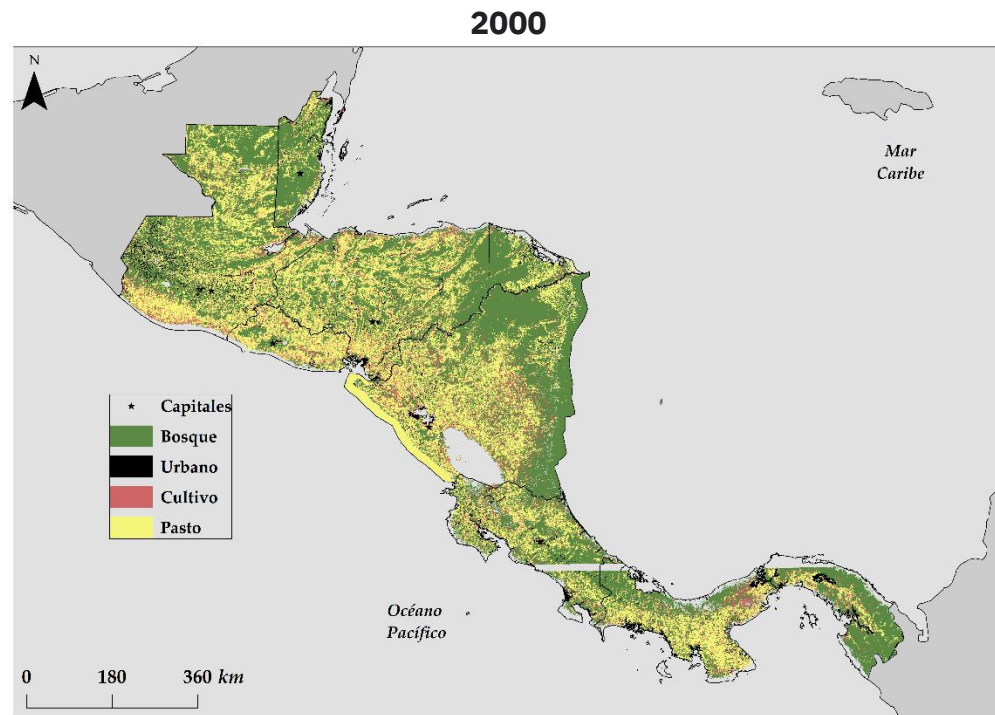 2000
N
Mar
Caribe
Capitales
Bosque
Urbano
Cultivo
Pasto
Océano
Pacífico
0 180 360 km